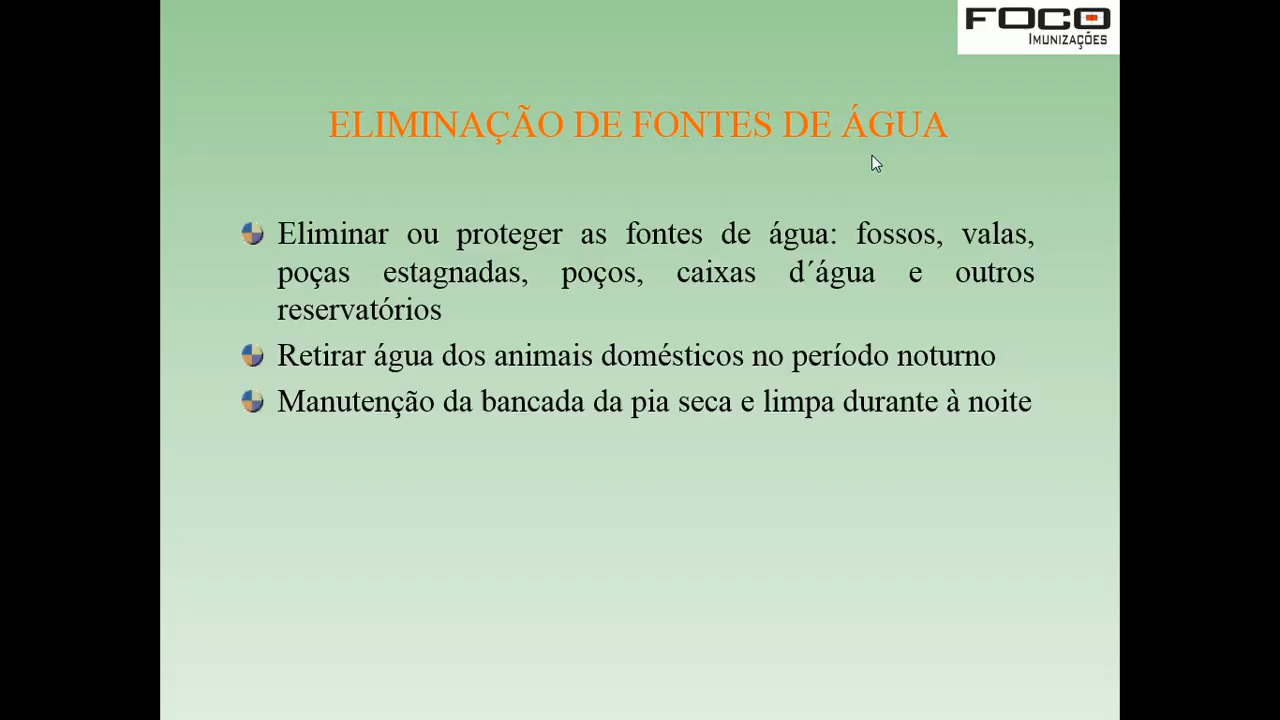 FOCO
IMUNIZAÇÕES
ELIMINAÇÃO DE FONTES DE ÁGUA
Eliminar ou proteger as fontes de água: fossos, valas,
poças estagnadas, poços, caixas d´água e outros
reservatórios
Retirar água dos animais domésticos no período noturno
Manutenção da bancada da pia seca e limpa durante à noite